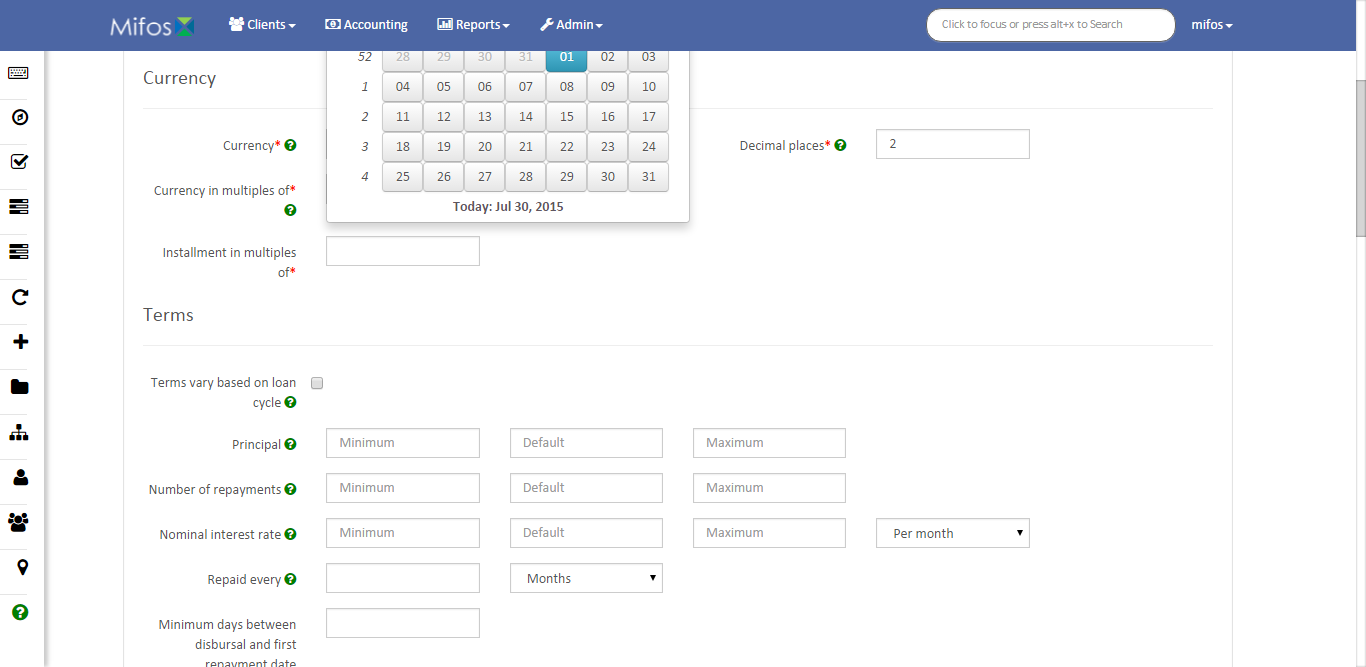 Mifos Clients Accounting Reports Admin Click to focus or press alt+x to Search mifos
52 28 29 30 31 01 02 03
Currency
1 04 05 06 07 08 09 10
2 11 12 13 14 15 16 17
Currency* 3 18 19 20 21 22 23 24 Decimal places* 2
4 25 26 27 28 29 30 31
Currency in multiples of*
Today: Jul 30, 2015
Installment in multiples
of*
Terms
Terms vary based on loan
cycle
Principal Minimum Default Maximum
Number of repayments Minimum Default Maximum
Nominal interest rate Minimum Default Maximum Per month
Repaid every Months
Minimum days between
disbursal and first
repayment date